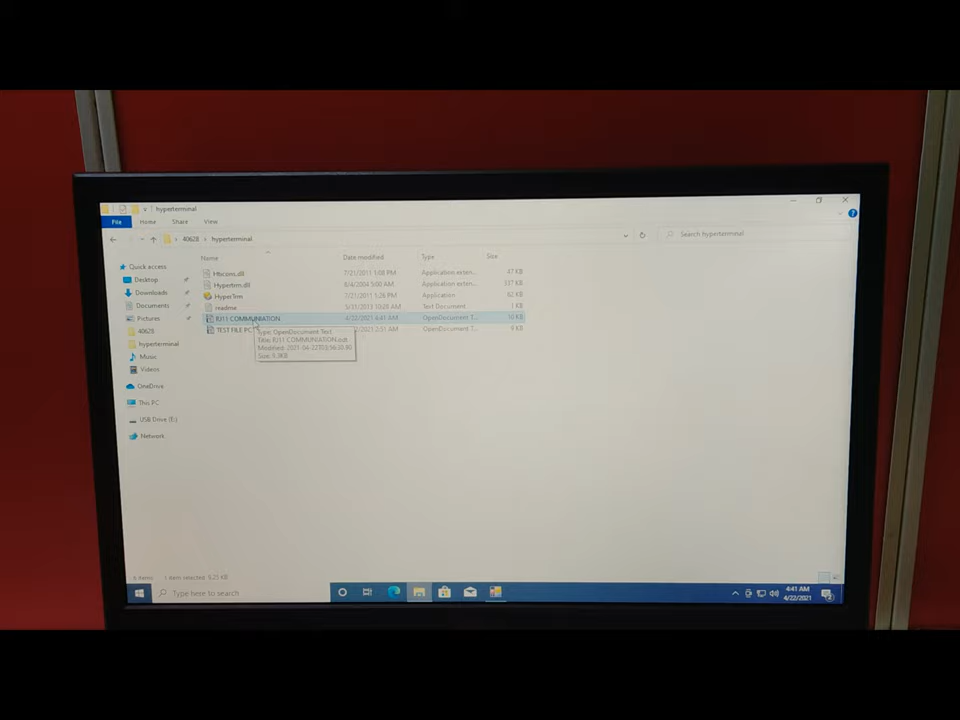 hyperterminal
File Home Share View
40628 > hyperterminal
Search hyperterminal
Name Date modified Type Size
Quick access
Desktop
Downloads
Documents
Pictures
40628
hyperterminal
Music
Videos
OneDrive
This PC
USB Drive (E:)
Network
Hticons.dll 7/21/2011 1:08 PM Application exten... 47 KB
Hypertrm.dll 8/4/2004 5:00 AM Application exten... 337 KB
HyperTrm 7/21/2011 1:26 PM Application 62 KB
readme 5/31/2013 10:28 AM Text Document 1 KB
RJ11 COMMUNIATION 4/22/2021 4:41 AM OpenDocument T... 10 KB
TEST FILE PC 2:51 AM OpenDocument T... 9 KB
Type: OpenDocument Text
Title: RJ11 COMMUNIATION
Size:
6 items 1 item selected 9.23 KB
Type here to search
4:41 AM
4/22/2021